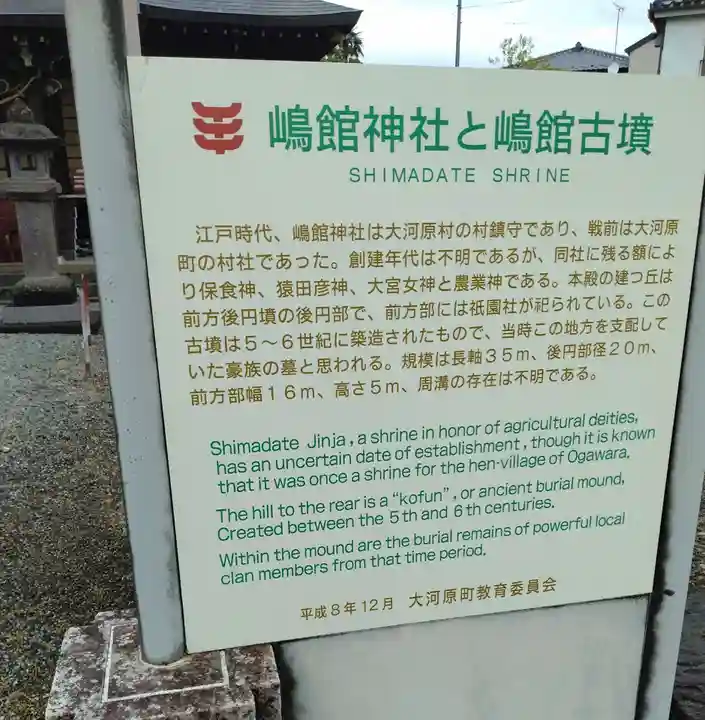 嶋館神社と嶋館古墳
SHIMADATE SHRINE
江戸時代、嶋館神社は大河原村の村鎮守であり、戦前は大河原
町の村社であった。創建年代は不明であるが、同社に残る額によ
り保食神、猿田彦神、大宮女神と農業神である。本殿の建つ丘は
前方後円墳の後円部で、前方部には祇園社が祀られている。この
古墳は5～6世紀に築造されたもので、当時この地方を支配して
いた豪族の墓と思われる。規模は長軸35m、後円部径20m、
前方部幅16m、高さ5m、周溝の存在は不明である。
Shimadate Jinja, a shrine in honor of agricultural deities,
has an uncertain date of establishment, though it is known
that it was once a shrine for the hen-village of Ogawara.
The hill to the rear is a “kofun”, or ancient burial mound,
Created between the 5th and 6th centuries.
Within the mound are the burial remains of powerful local
clan members from that time period.
平成8年12月 大河原町教育委員会